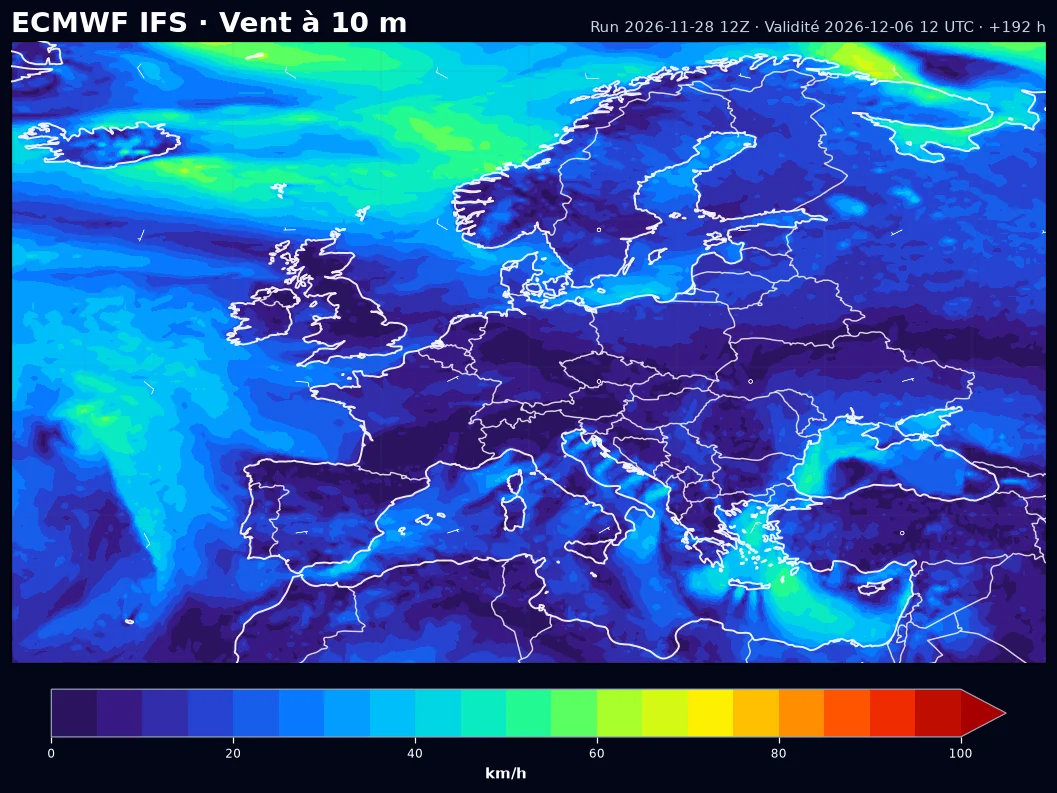 ECMWF IFS · Vent à 10 m
Run 2026-11-28 12Z · Validité 2026-12-06 12 UTC · +192 h
0 20 40 60 80 100
km/h